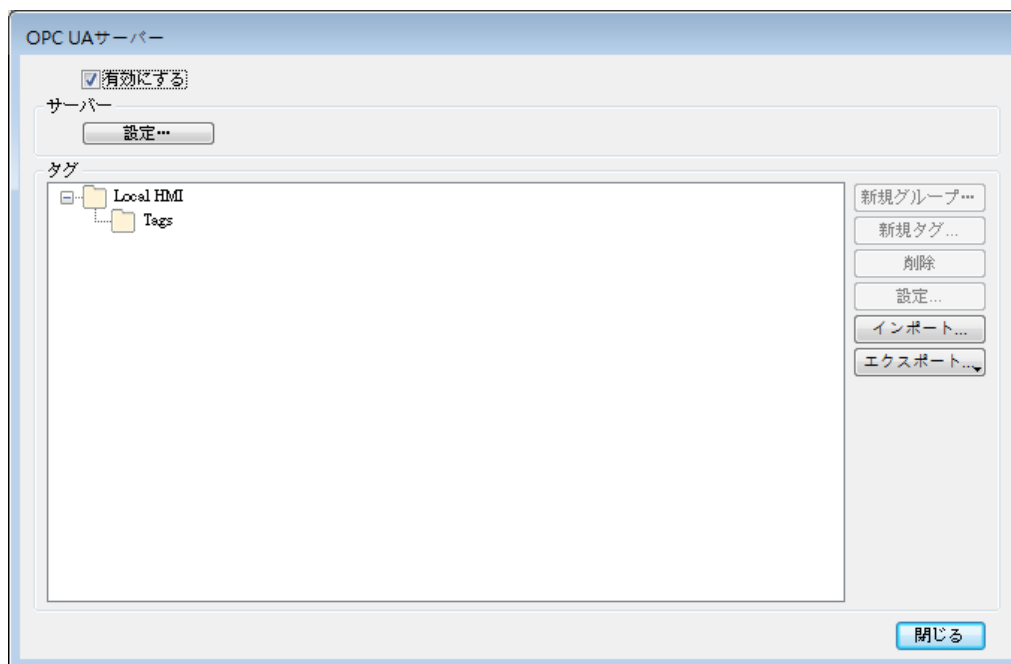 OPC UAサーバー
有効にする
サーバー
設定…
タグ
Local HMI
Tags
新規グループ…
新規タグ...
削除
設定...
インポート...
エクスポート...
閉じる